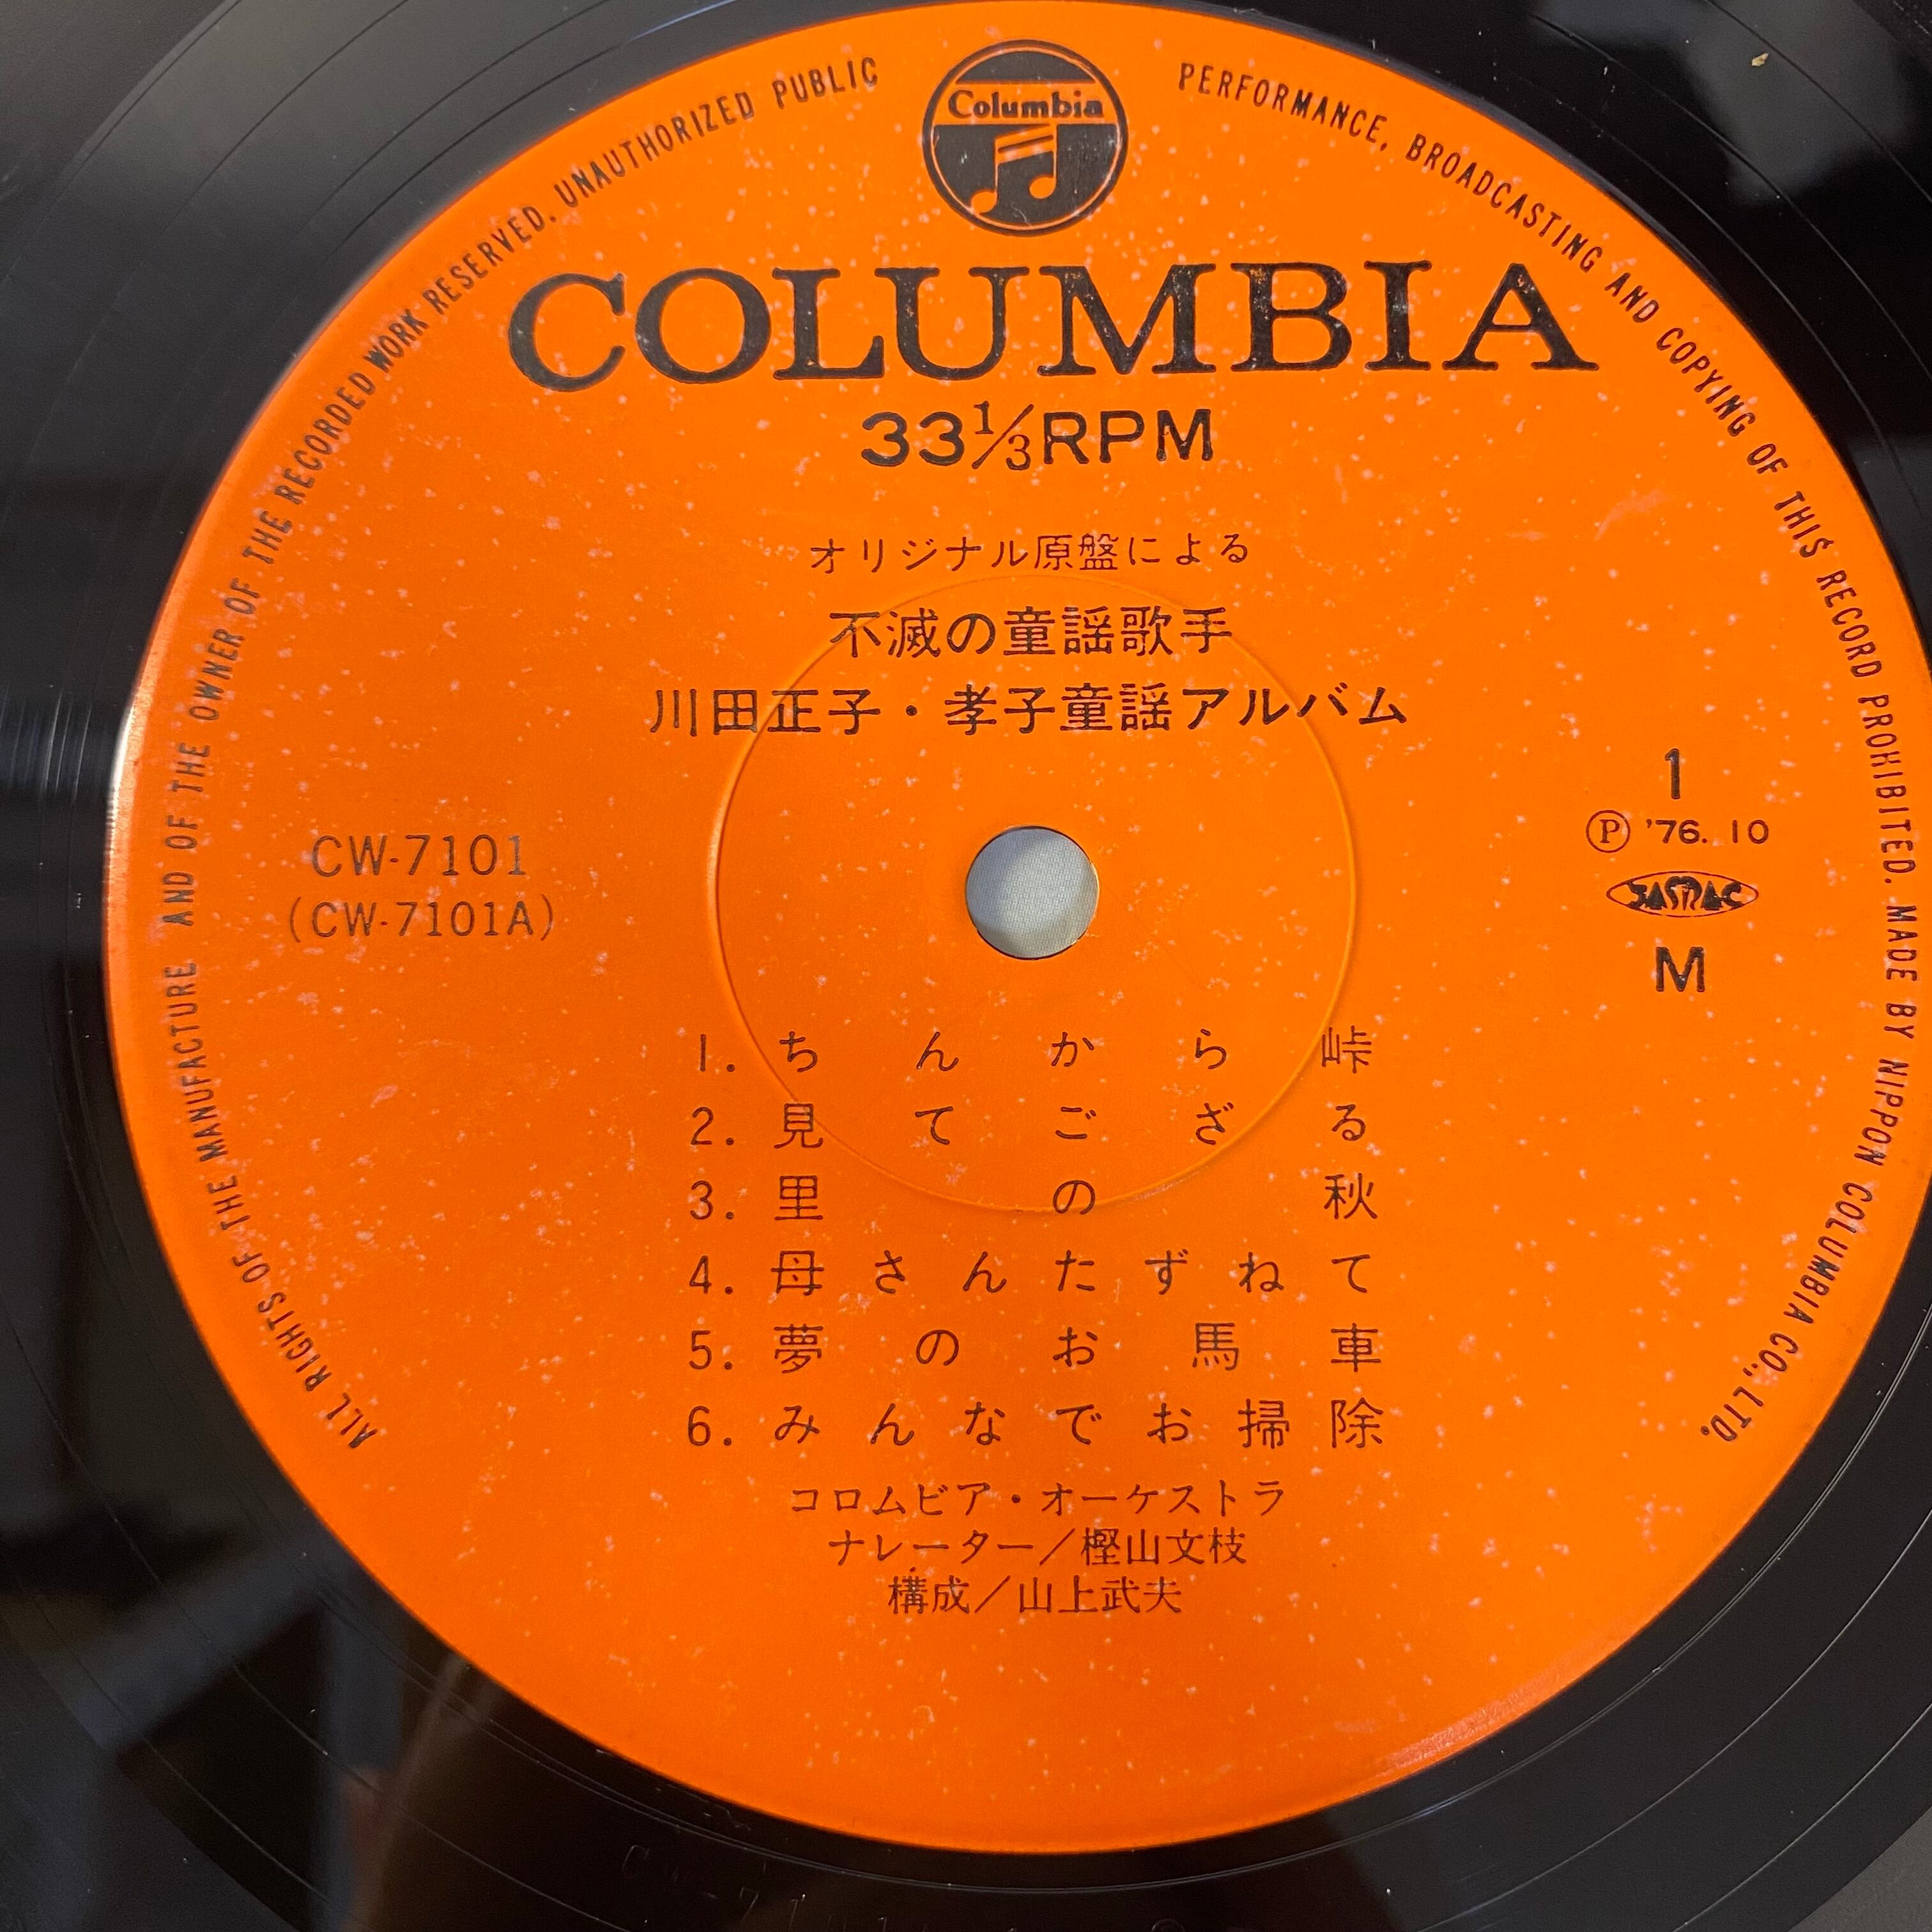 ALL RIGHTS OF THE MANUFACTURE AND OF THE OWNER OF THE RECORDED WORK RESERVED. UNAUTHORIZED PUBLIC PERFORMANCE, BROADCASTING AND COPYING OF THIS RECORD PROHIBITED. MADE BY NIPPON COLUMBIA CO., LTD.
Columbia
COLUMBIA
33⅓RPM
オリジナル原盤による
不滅の童謡歌手
川田正子・孝子童謡アルバム
CW-7101
(CW-7101A)
1
Ⓟ '76. 10
JASRAC
M
1. ちんから峠
2. 見てござる
3. 里の秋
4. 母さんたずねて
5. 夢のお馬車
6. みんなでお掃除
コロムビア・オーケストラ
ナレーター／樫山文枝
構成／山上武夫